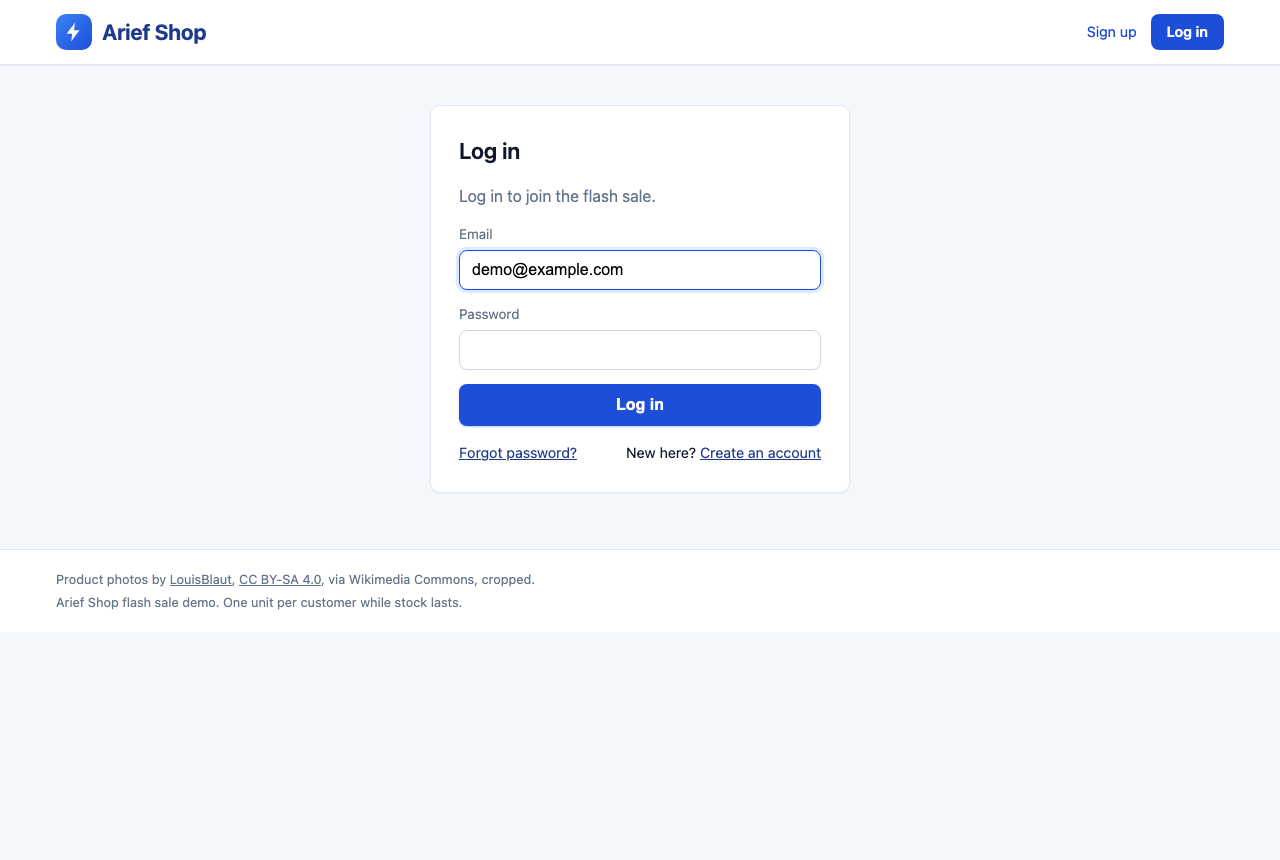 Arief Shop
Sign up
Log in
Log in
Log in to join the flash sale.
Email
demo@example.com
Password
Log in
Forgot password?
New here? Create an account
Product photos by LouisBlaut, CC BY-SA 4.0, via Wikimedia Commons, cropped.
Arief Shop flash sale demo. One unit per customer while stock lasts.